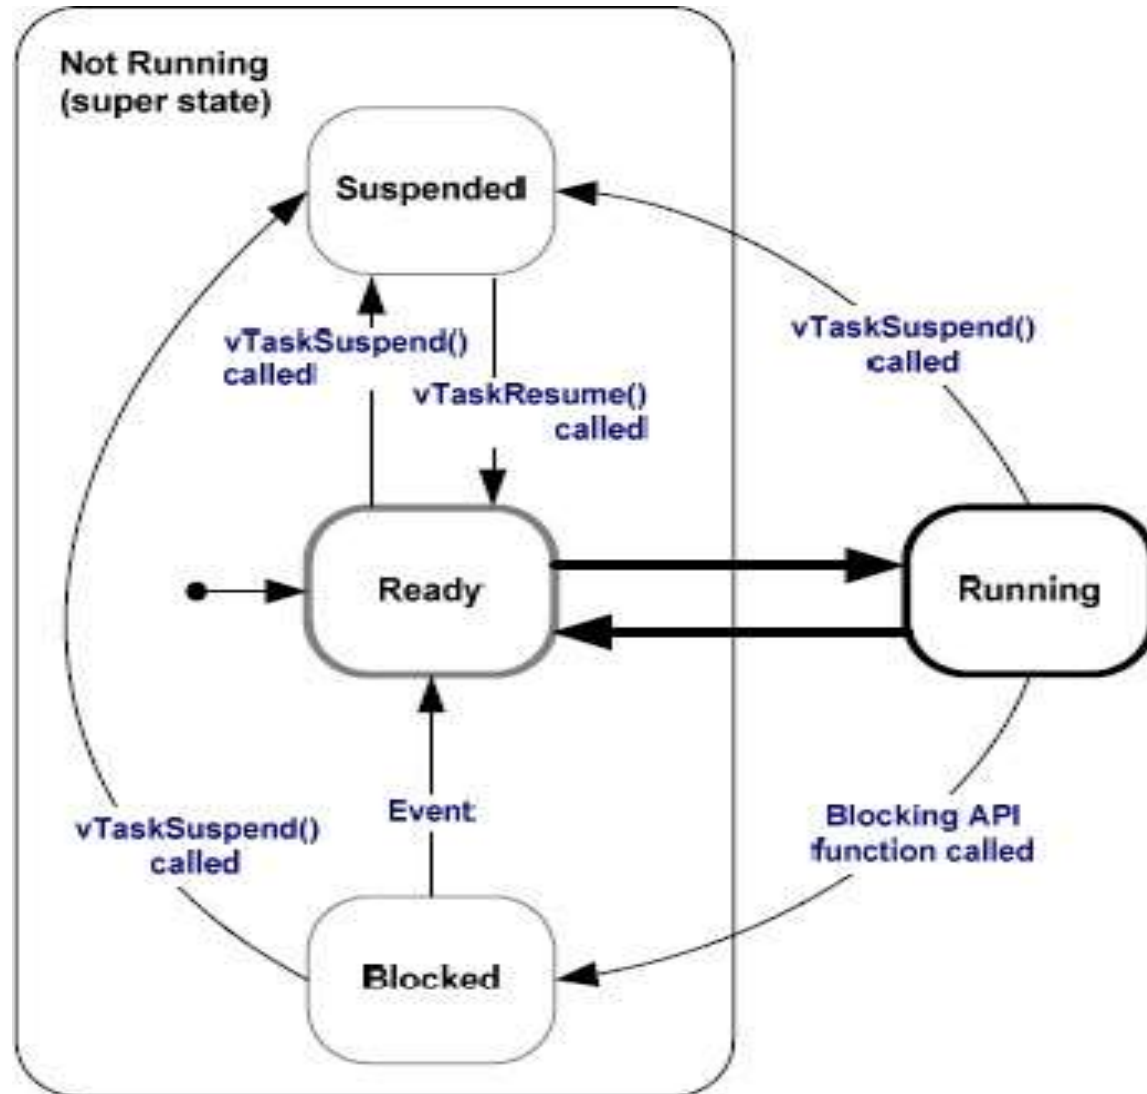 Not Running
(super state)
Suspended
vTaskSuspend()
called
vTaskResume()
called
vTaskSuspend()
called
Ready
Running
Event
vTaskSuspend()
called
Blocking API
function called
Blocked